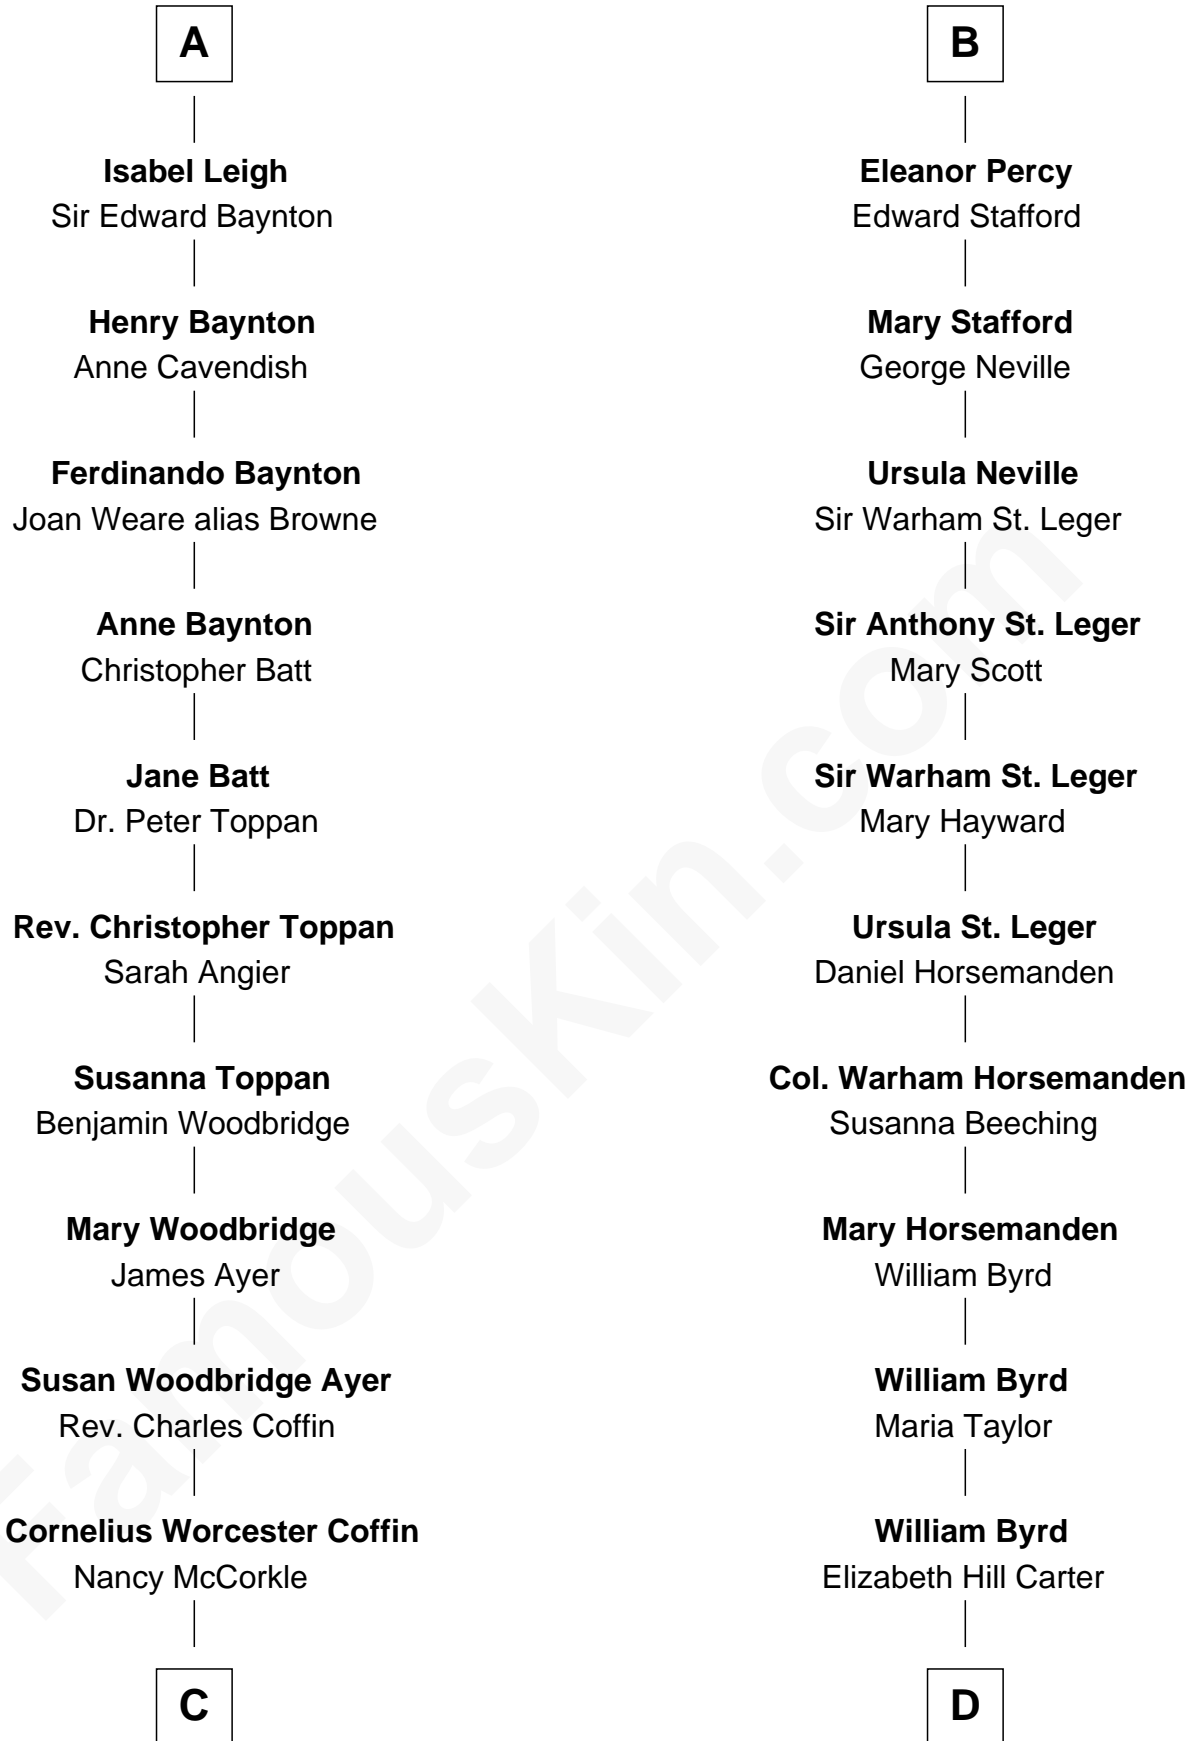 A
Isabel Leigh
Sir Edward Baynton
Henry Baynton
Anne Cavendish
Ferdinando Baynton
Joan Weare alias Browne
Anne Baynton
Christopher Batt
Jane Batt
Dr. Peter Toppan
Rev. Christopher Toppan
Sarah Angier
Susanna Toppan
Benjamin Woodbridge
Mary Woodbridge
James Ayer
Susan Woodbridge Ayer
Rev. Charles Coffin
Cornelius Worcester Coffin
Nancy McCorkle
C
B
Eleanor Percy
Edward Stafford
Mary Stafford
George Neville
Ursula Neville
Sir Warham St. Leger
Sir Anthony St. Leger
Mary Scott
Sir Warham St. Leger
Mary Hayward
Ursula St. Leger
Daniel Horsemanden
Col. Warham Horsemanden
Susanna Beeching
Mary Horsemanden
William Byrd
William Byrd
Maria Taylor
William Byrd
Elizabeth Hill Carter
D
FamousKin.com